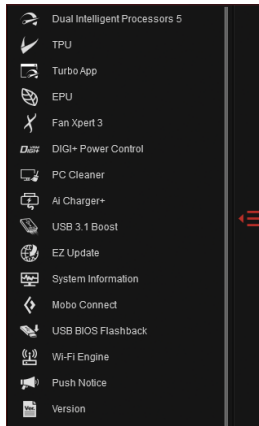 Dual Intelligent Processors 5
TPU
Turbo App
EPU
Fan Xpert 3
DIGI+ Power Control
PC Cleaner
Ai Charger+
USB 3.1 Boost
EZ Update
System Information
Mobo Connect
USB BIOS Flashback
Wi-Fi Engine
Push Notice
Ver. Version